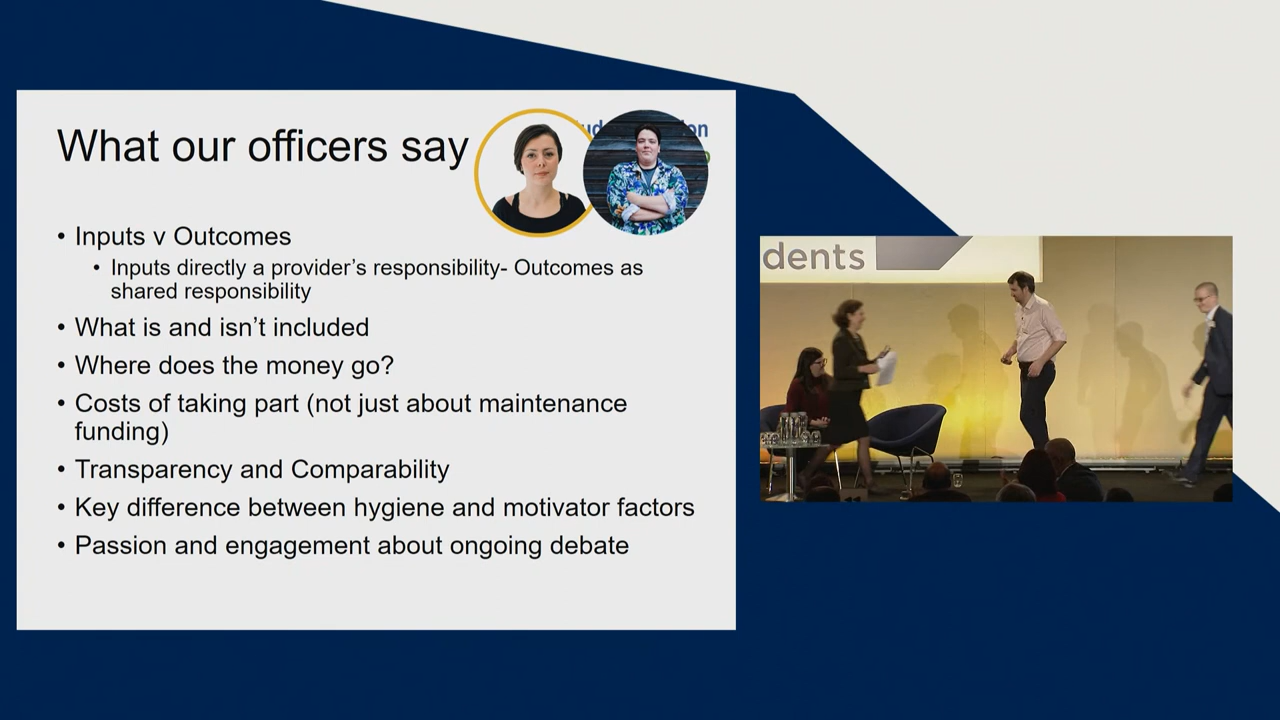 What our officers say
• Inputs v Outcomes
• Inputs directly a provider’s responsibility- Outcomes as
shared responsibility
• What is and isn’t included
• Where does the money go?
• Costs of taking part (not just about maintenance
funding)
• Transparency and Comparability
• Key difference between hygiene and motivator factors
• Passion and engagement about ongoing debate
dents